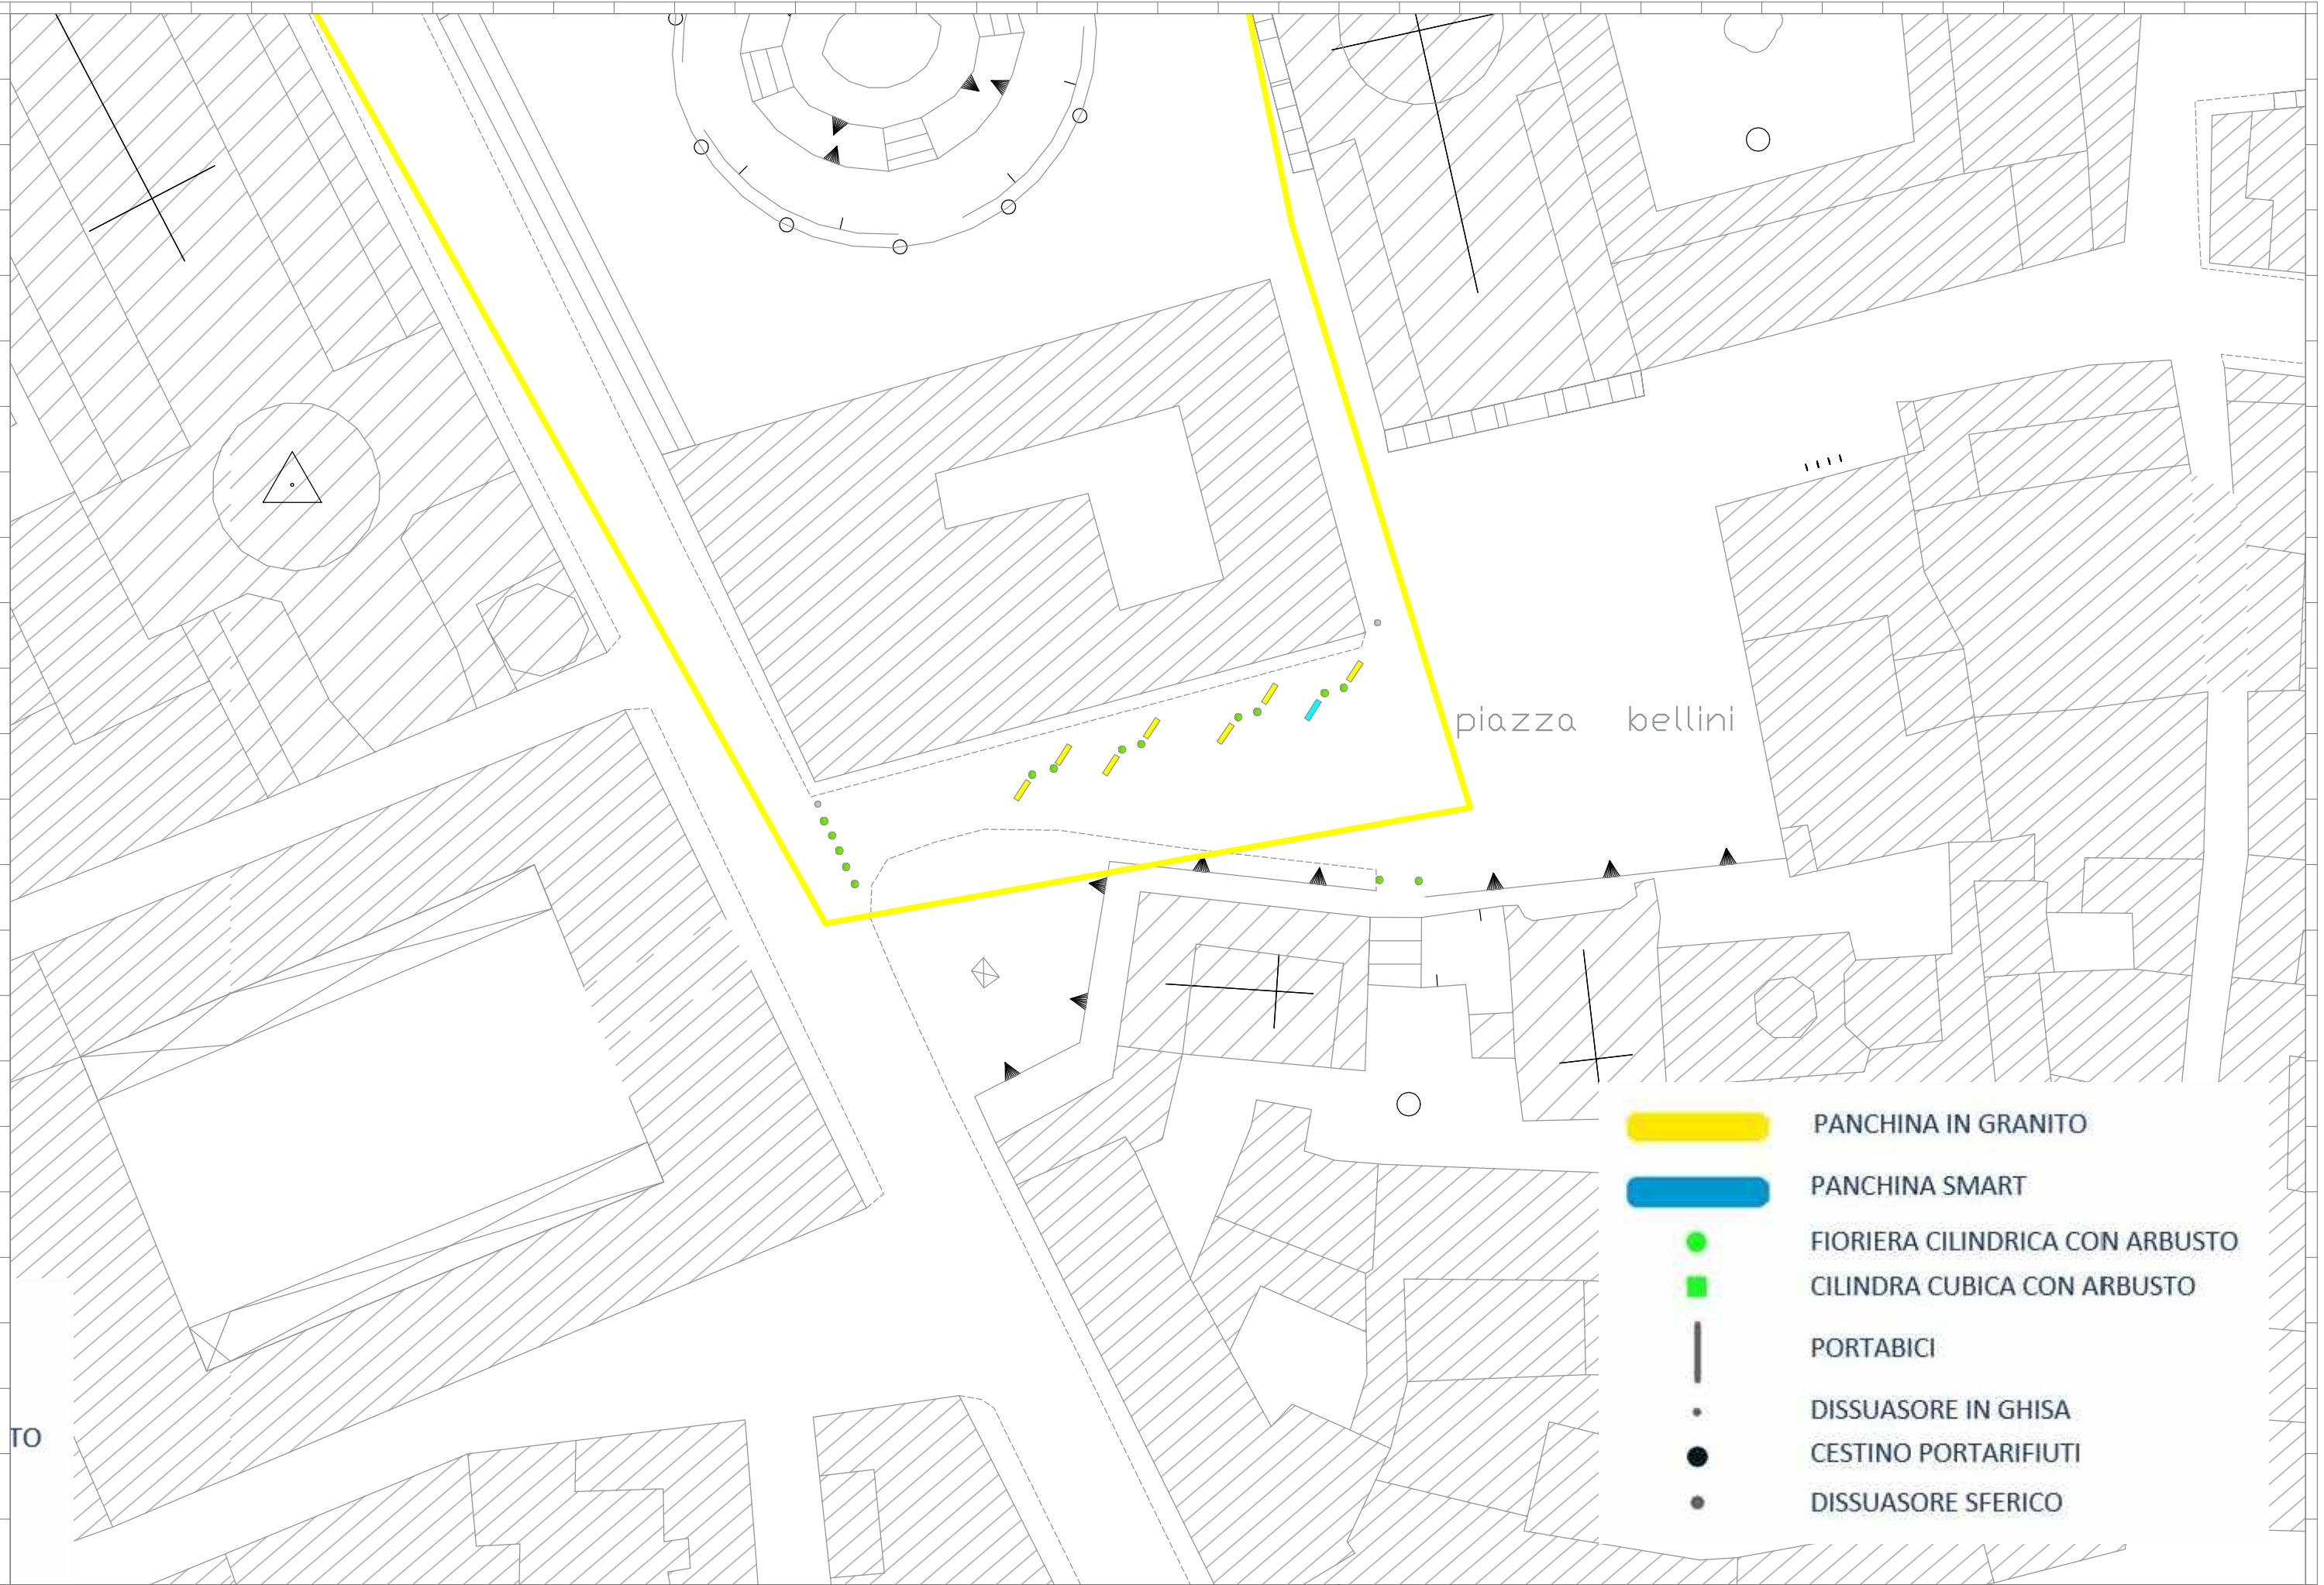 piazza bellini
PANCHINA IN GRANITO
PANCHINA SMART
FIORIERA CILINDRICA CON ARBUSTO
CILINDRA CUBICA CON ARBUSTO
PORTABICI
DISSUASORE IN GHISA
CESTINO PORTARIFIUTI
DISSUASORE SFERICO
TO